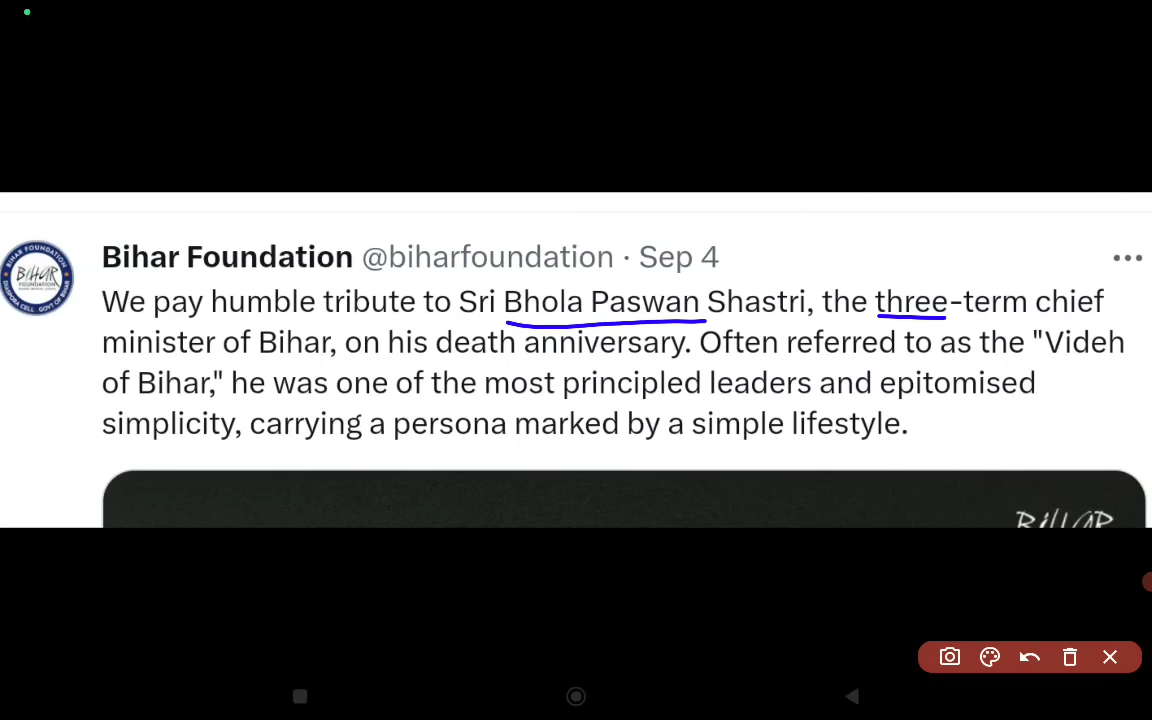 Bihar Foundation @biharfoundation · Sep 4
We pay humble tribute to Sri Bhola Paswan Shastri, the three-term chief
minister of Bihar, on his death anniversary. Often referred to as the "Videh
of Bihar," he was one of the most principled leaders and epitomised
simplicity, carrying a persona marked by a simple lifestyle.
BIHAR